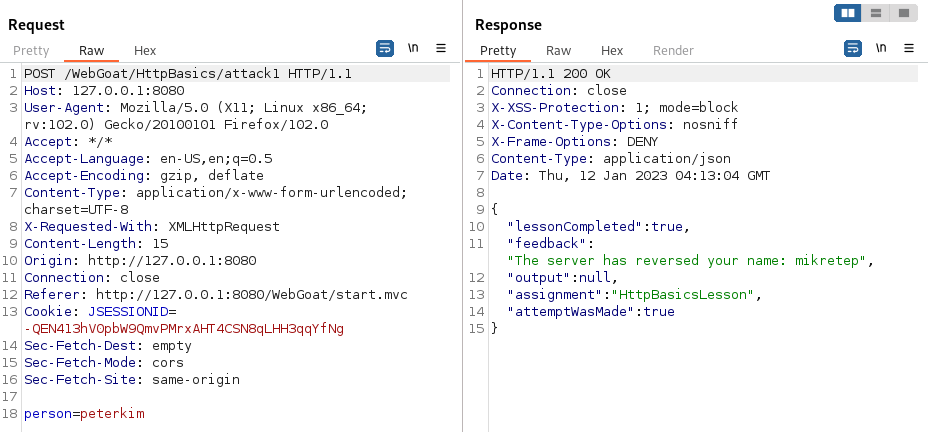 Request
Pretty Raw Hex \n
1 POST /WebGoat/HttpBasics/attack1 HTTP/1.1
2 Host: 127.0.0.1:8080
3 User-Agent: Mozilla/5.0 (X11; Linux x86_64;
rv:102.0) Gecko/20100101 Firefox/102.0
4 Accept: */*
5 Accept-Language: en-US,en;q=0.5
6 Accept-Encoding: gzip, deflate
7 Content-Type: application/x-www-form-urlencoded;
charset=UTF-8
8 X-Requested-With: XMLHttpRequest
9 Content-Length: 15
10 Origin: http://127.0.0.1:8080
11 Connection: close
12 Referer: http://127.0.0.1:8080/WebGoat/start.mvc
13 Cookie: JSESSIONID=
-QEN413hV0pbW9QmvPMrxAHT4CSN8qLHH3qqYfNg
14 Sec-Fetch-Dest: empty
15 Sec-Fetch-Mode: cors
16 Sec-Fetch-Site: same-origin
17
18 person=peterkim
Response
Pretty Raw Hex Render \n
1 HTTP/1.1 200 OK
2 Connection: close
3 X-XSS-Protection: 1; mode=block
4 X-Content-Type-Options: nosniff
5 X-Frame-Options: DENY
6 Content-Type: application/json
7 Date: Thu, 12 Jan 2023 04:13:04 GMT
8
9 {
10 "lessonCompleted":true,
11 "feedback":
"The server has reversed your name: mikretep",
12 "output":null,
13 "assignment":"HttpBasicsLesson",
14 "attemptWasMade":true
15 }